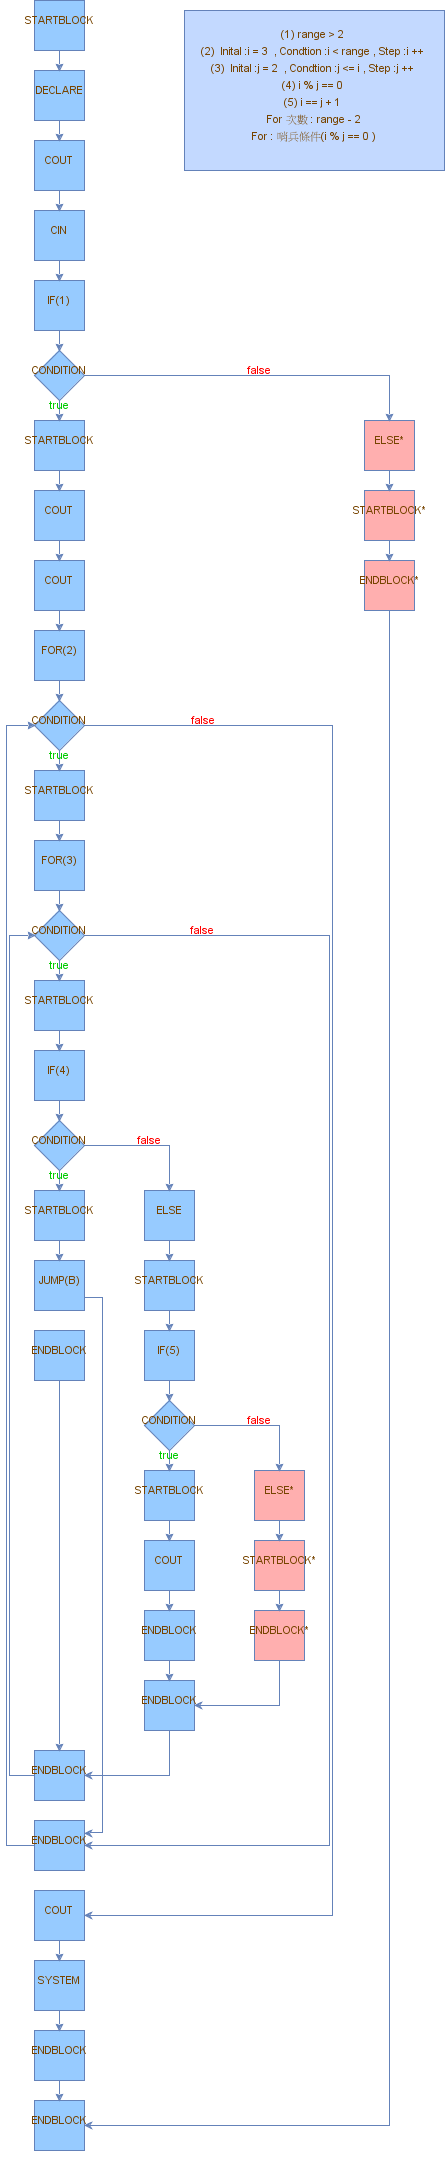 STARTBLOCK
(1) range > 2
(2) Inital :i = 3 , Condtion :i < range , Step :i ++
(3) Inital :j = 2 , Condtion :j <= i , Step :j ++
(4) i % j == 0
(5) i == j + 1
For 次數 : range - 2
For : 哨兵條件(i % j == 0 )
DECLARE
COUT
CIN
IF(1)
CONDITION
false
true
STARTBLOCK
ELSE*
COUT
STARTBLOCK*
COUT
ENDBLOCK*
FOR(2)
CONDITION
false
true
STARTBLOCK
FOR(3)
CONDITION
false
true
STARTBLOCK
IF(4)
CONDITION
false
true
STARTBLOCK
ELSE
JUMP(B)
STARTBLOCK
ENDBLOCK
IF(5)
CONDITION
false
true
STARTBLOCK
ELSE*
COUT
STARTBLOCK*
ENDBLOCK
ENDBLOCK*
ENDBLOCK
ENDBLOCK
ENDBLOCK
COUT
SYSTEM
ENDBLOCK
ENDBLOCK